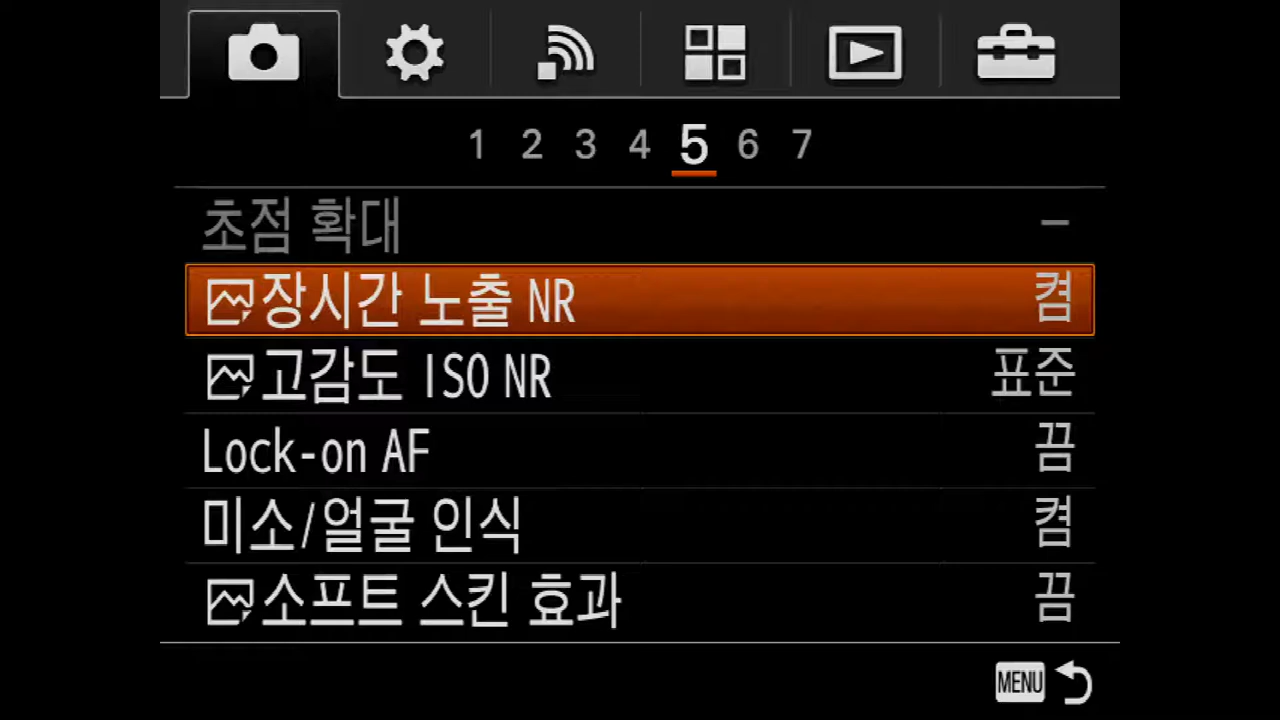 1 2 3 4 5 6 7
초점 확대 –
장시간 노출 NR 켬
고감도 ISO NR 표준
Lock-on AF 끔
미소/얼굴 인식 켬
소프트 스킨 효과 끔
MENU